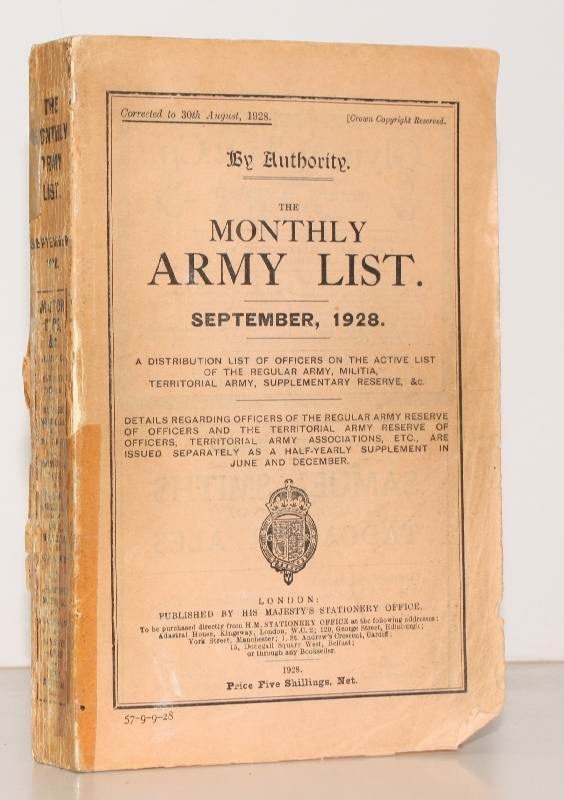 THE
MONTHLY
ARMY
LIST.
SEPTEMBER
1928.
Corrected to 30th August, 1928.
[Crown Copyright Reserved.
By Authority.
THE
MONTHLY
ARMY LIST.
SEPTEMBER, 1928.
A DISTRIBUTION LIST OF OFFICERS ON THE ACTIVE LIST
OF THE REGULAR ARMY, MILITIA,
TERRITORIAL ARMY, SUPPLEMENTARY RESERVE, &c.
DETAILS REGARDING OFFICERS OF THE REGULAR ARMY RESERVE
OF OFFICERS AND THE TERRITORIAL ARMY RESERVE OF
OFFICERS, TERRITORIAL ARMY ASSOCIATIONS, ETC., ARE
ISSUED SEPARATELY AS A HALF-YEARLY SUPPLEMENT IN
JUNE AND DECEMBER.
LONDON:
PUBLISHED BY HIS MAJESTY'S STATIONERY OFFICE.
To be purchased directly from H.M. STATIONERY OFFICE at the following addresses:
Adastral House, Kingsway, London, W.C.2; 120, George Street, Edinburgh;
York Street, Manchester; 1, St. Andrew's Crescent, Cardiff;
15, Donegall Square West, Belfast;
or through any Bookseller.
1928.
Price Five Shillings, Net.
57-9-9-28